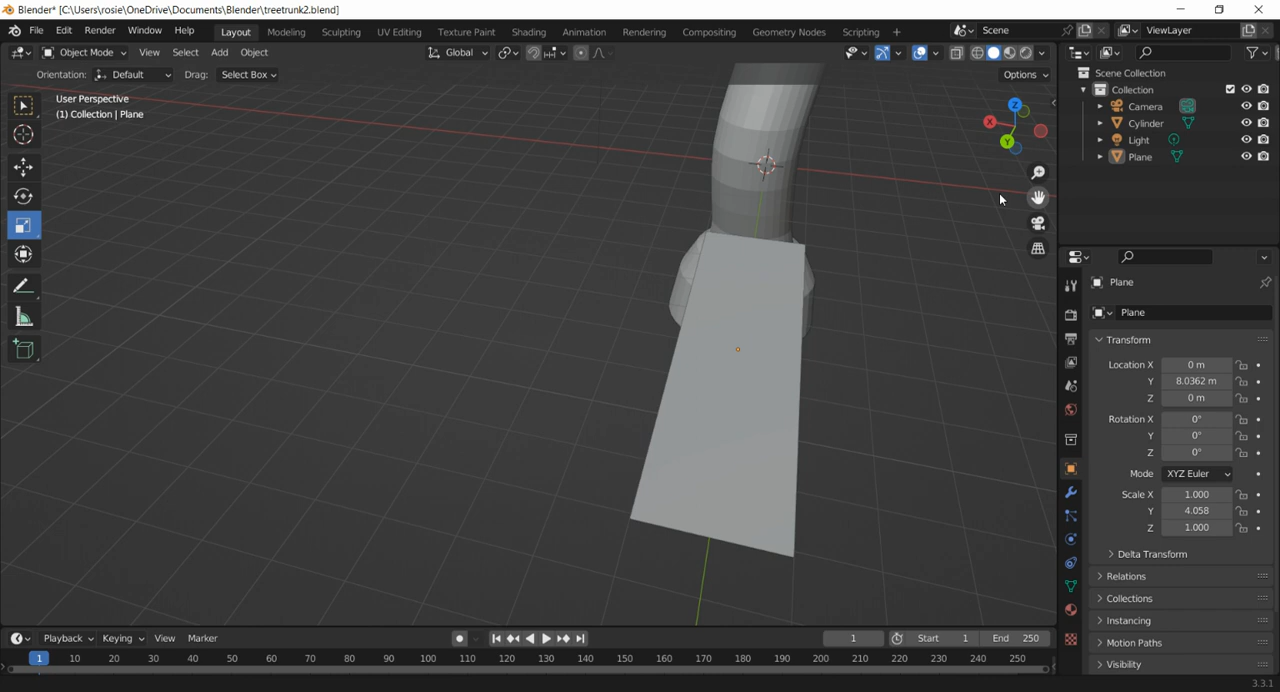 Blender* [C:\Users\rosie\OneDrive\Documents\Blender\treetrunk2.blend]
File Edit Render Window Help Layout Modeling Sculpting UV Editing Texture Paint Shading Animation Rendering Compositing Geometry Nodes Scripting + Scene ViewLayer
Object Mode View Select Add Object Global
Orientation: Default Drag: Select Box Options
User Perspective
(1) Collection | Plane
X
Y
Z
Scene Collection
Collection
Camera
Cylinder
Light
Plane
Plane
Plane
Transform
Location X 0 m
Y 8.0362 m
Z 0 m
Rotation X 0°
Y 0°
Z 0°
Mode XYZ Euler
Scale X 1.000
Y 4.058
Z 1.000
Delta Transform
Relations
Collections
Instancing
Motion Paths
Visibility
Playback Keying View Marker 1 Start 1 End 250
1 10 20 30 40 50 60 70 80 90 100 110 120 130 140 150 160 170 180 190 200 210 220 230 240 250
3.3.1